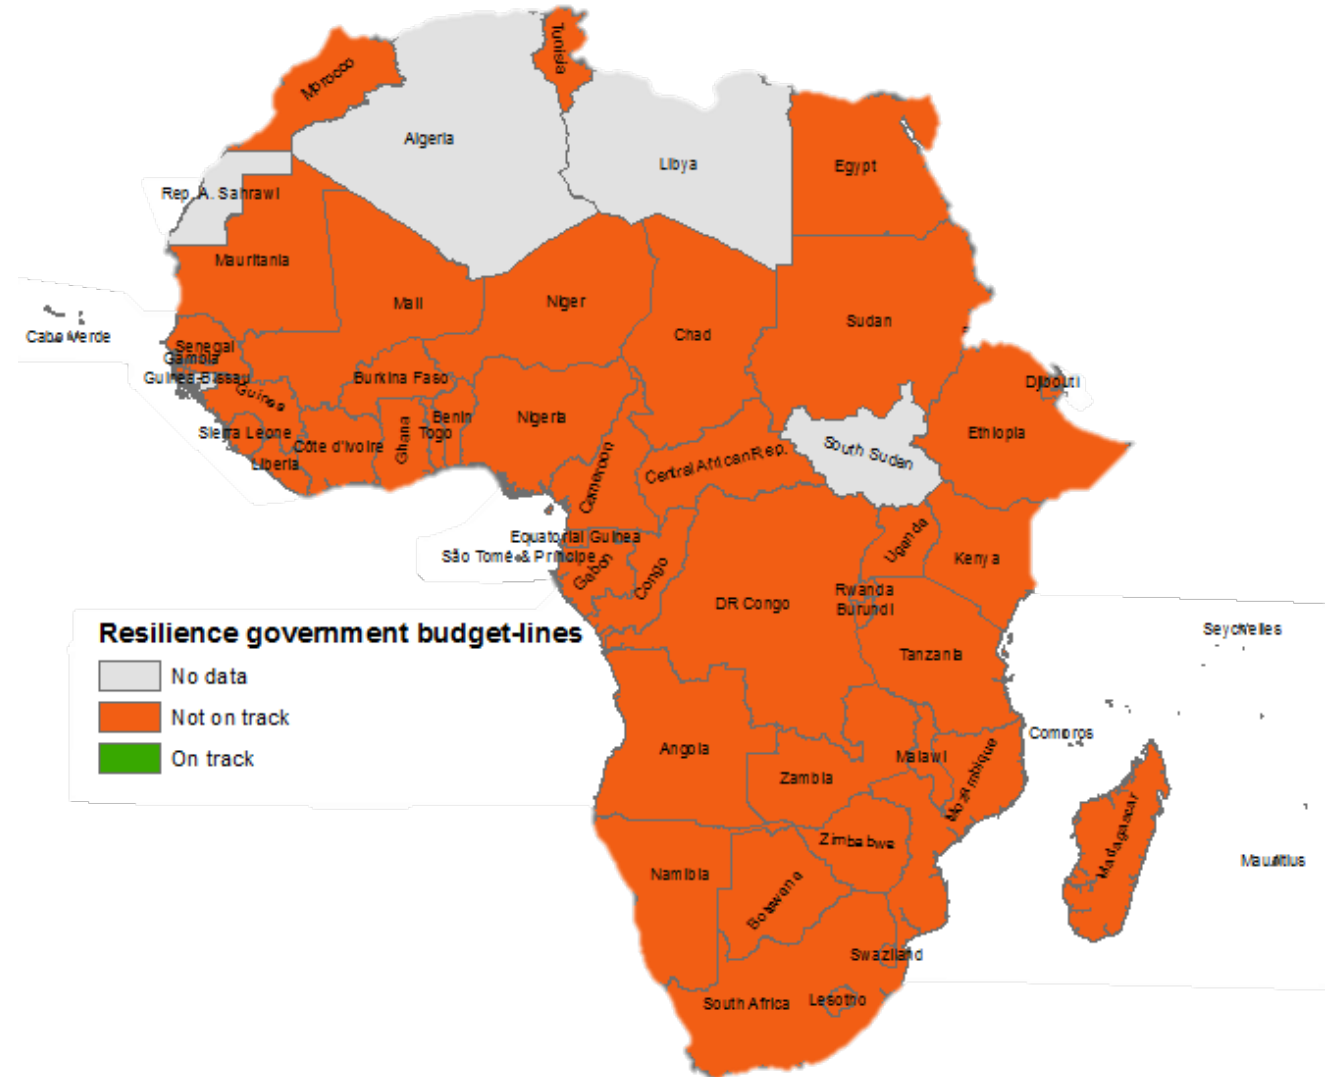 Tunisia
Morocco
Algeria
Libya
Egypt
Rep. A. Sahrawi
Mauritania
Mali
Niger
Chad
Sudan
Cabo Verde
Senegal
Gambia
Guinea-Bissau
Guinea
Burkina Faso
Djibouti
Sierra Leone
Liberia
Côte d'Ivoire
Ghana
Togo
Benin
Nigeria
Cameroon
Central African Rep.
South Sudan
Ethiopia
Equatorial Guinea
São Tomé & Príncipe
Gabon
Congo
DR Congo
Uganda
Kenya
Rwanda
Burundi
Tanzania
Seychelles
Resilience government budget-lines
No data
Not on track
On track
Comoros
Angola
Zambia
Malawi
Mozambique
Madagascar
Mauritius
Zimbabwe
Namibia
Botswana
Swaziland
South Africa
Lesotho